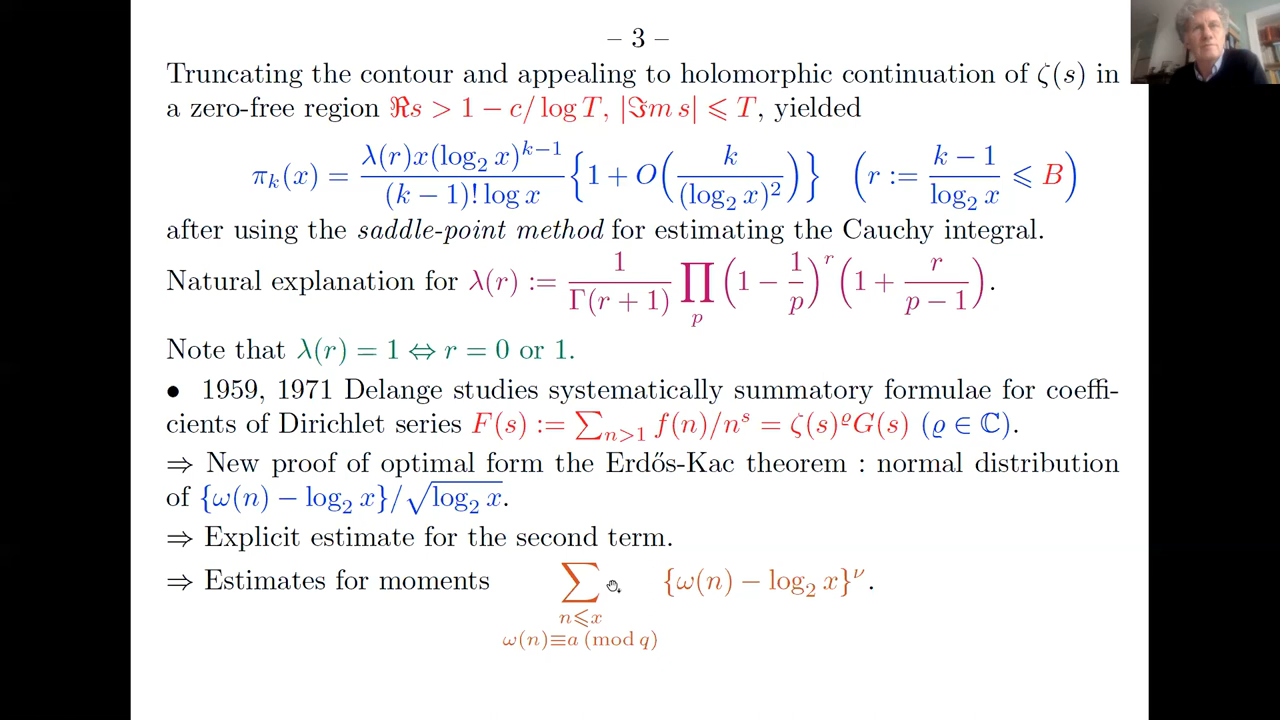 – 3 –
Truncating the contour and appealing to holomorphic continuation of ζ(s) in
a zero-free region ℜs > 1 − c/ log T, |ℑm s| ⩽ T, yielded
π_k(x) = λ(r)x(log_2 x)^{k−1} / (k − 1)! log x {1 + O(k / (log_2 x)^2)} (r := k − 1 / log_2 x ⩽ B)
after using the saddle-point method for estimating the Cauchy integral.
Natural explanation for λ(r) := 1 / Γ(r + 1) ∏_p (1 − 1/p)^r (1 + r / p − 1).
Note that λ(r) = 1 ⇔ r = 0 or 1.
• 1959, 1971 Delange studies systematically summatory formulae for coeffi-
cients of Dirichlet series F(s) := ∑_{n>1} f(n)/n^s = ζ(s)^ϱ G(s) (ϱ ∈ ℂ).
⇒ New proof of optimal form the Erdős-Kac theorem : normal distribution
of {ω(n) − log_2 x}/√log_2 x.
⇒ Explicit estimate for the second term.
⇒ Estimates for moments ∑_{n⩽x, ω(n)≡a (mod q)} {ω(n) − log_2 x}^ν.